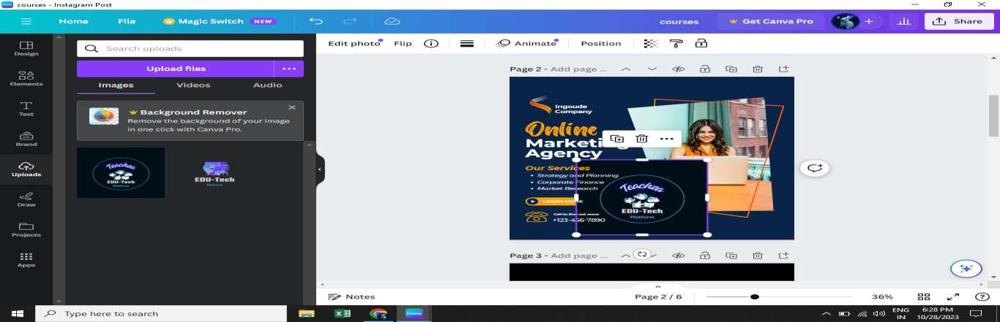 courses - Instagram Post
Home File Magic Switch NEW courses Get Canva Pro Share
Design
Elements
Text
Brand
Uploads
Draw
Projects
Apps
Search uploads
Upload files
Images Videos Audio
Background Remover
Remove the background of your image
in one click with Canva Pro.
Teachzu
EDU-Tech
Platform
EDU-Tech
Platform
Edit photo Flip Animate Position
Page 2 - Add page ...
Ingoude
Company
Online
Marketing
Agency
Our Services
Strategy and Planning
Corporate Finance
Market Research
LEARN MORE
Call to find out more
+123-456-7890
Teachzu
EDU-Tech
Platform
Page 3 - Add page ...
Notes Page 2 / 6 36%
Type here to search
ENG
IN
6:28 PM
10/28/2023